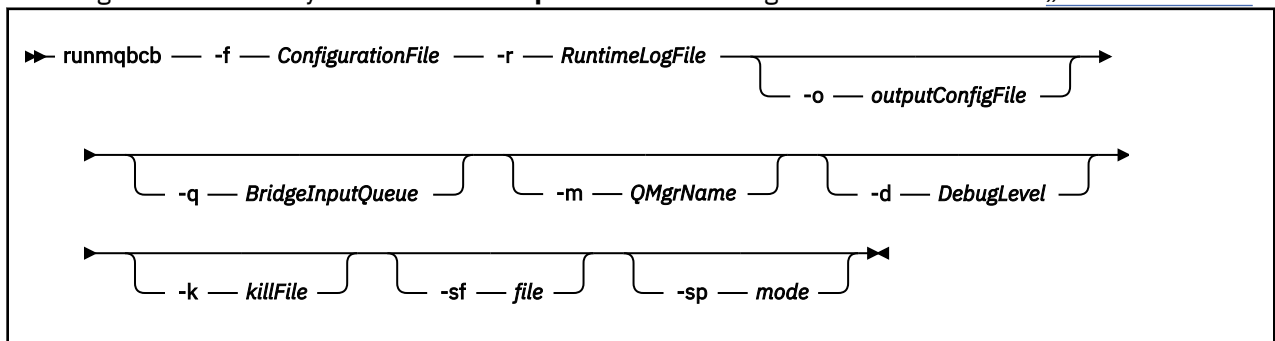 runmqbcb -f ConfigurationFile -r RuntimeLogFile
-o outputConfigFile
-q BridgeInputQueue -m QMgrName -d DebugLevel
-k killFile -sf file -sp mode